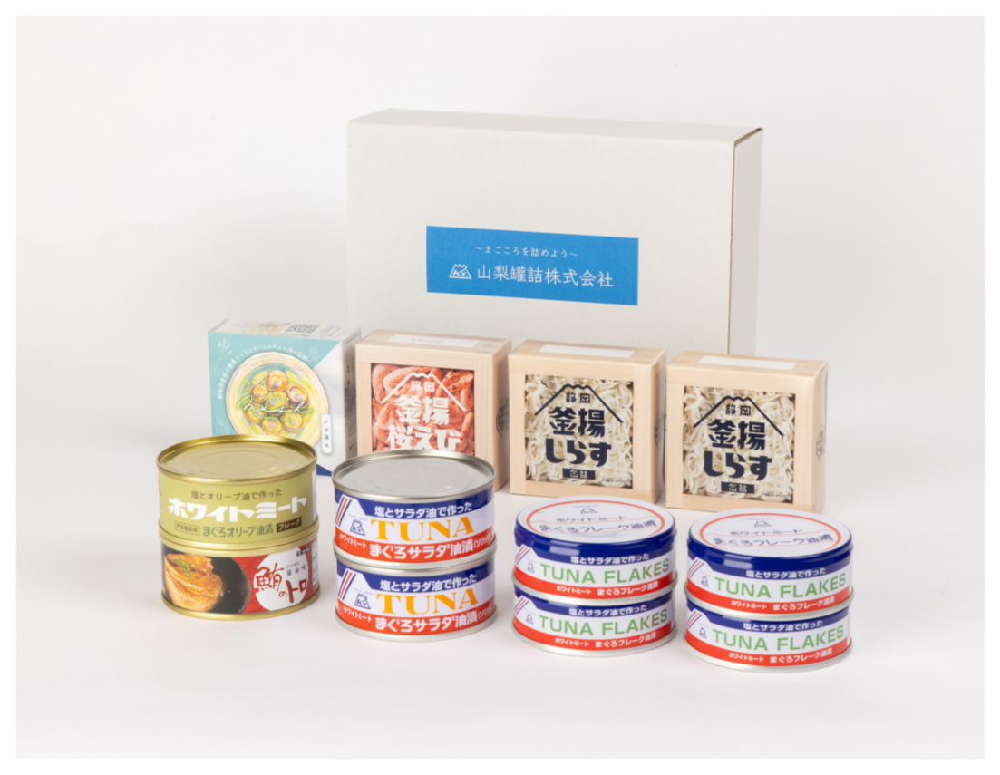 ～まごころを詰めよう～
山梨罐詰株式会社
mush
静岡
釜揚
桜えび
静岡
釜揚
しらす
缶詰
静岡
釜揚
しらす
缶詰
塩とオリーブ油で作った
ホワイトミート
まぐろオリーブ油漬 フレーク
鮪の
醤油味
塩とサラダ油で作った
TUNA
ホワイトミート まぐろサラダ油漬
塩とサラダ油で作った
TUNA
ホワイトミート まぐろサラダ油漬
ホワイトミート
まぐろフレーク油漬
塩とサラダ油で作った
TUNA FLAKES
ホワイトミート まぐろフレーク油漬
塩とサラダ油で作った
TUNA FLAKES
ホワイトミート まぐろフレーク油漬
ホワイトミート
まぐろフレーク油漬
塩とサラダ油で作った
TUNA FLAKES
ホワイトミート まぐろフレーク油漬
塩とサラダ油で作った
TUNA FLAKES
ホワイトミート まぐろフレーク油漬